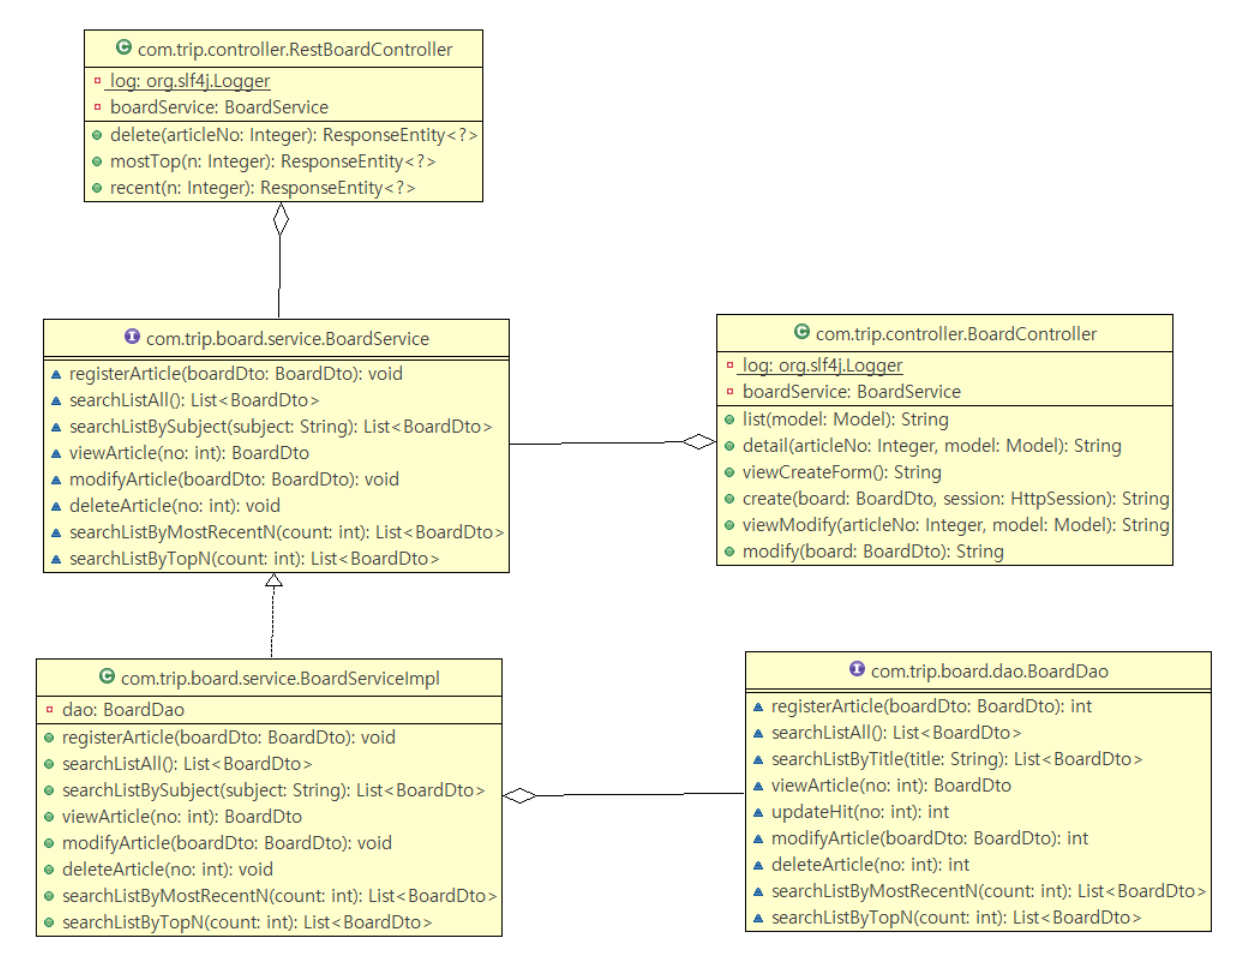 C com.trip.controller.RestBoardController
log: org.slf4j.Logger
boardService: BoardService
delete(articleNo: Integer): ResponseEntity<?>
mostTop(n: Integer): ResponseEntity<?>
recent(n: Integer): ResponseEntity<?>
I com.trip.board.service.BoardService
registerArticle(boardDto: BoardDto): void
searchListAll(): List<BoardDto>
searchListBySubject(subject: String): List<BoardDto>
viewArticle(no: int): BoardDto
modifyArticle(boardDto: BoardDto): void
deleteArticle(no: int): void
searchListByMostRecentN(count: int): List<BoardDto>
searchListByTopN(count: int): List<BoardDto>
C com.trip.controller.BoardController
log: org.slf4j.Logger
boardService: BoardService
list(model: Model): String
detail(articleNo: Integer, model: Model): String
viewCreateForm(): String
create(board: BoardDto, session: HttpSession): String
viewModify(articleNo: Integer, model: Model): String
modify(board: BoardDto): String
C com.trip.board.service.BoardServiceImpl
dao: BoardDao
registerArticle(boardDto: BoardDto): void
searchListAll(): List<BoardDto>
searchListBySubject(subject: String): List<BoardDto>
viewArticle(no: int): BoardDto
modifyArticle(boardDto: BoardDto): void
deleteArticle(no: int): void
searchListByMostRecentN(count: int): List<BoardDto>
searchListByTopN(count: int): List<BoardDto>
I com.trip.board.dao.BoardDao
registerArticle(boardDto: BoardDto): int
searchListAll(): List<BoardDto>
searchListByTitle(title: String): List<BoardDto>
viewArticle(no: int): BoardDto
updateHit(no: int): int
modifyArticle(boardDto: BoardDto): int
deleteArticle(no: int): int
searchListByMostRecentN(count: int): List<BoardDto>
searchListByTopN(count: int): List<BoardDto>